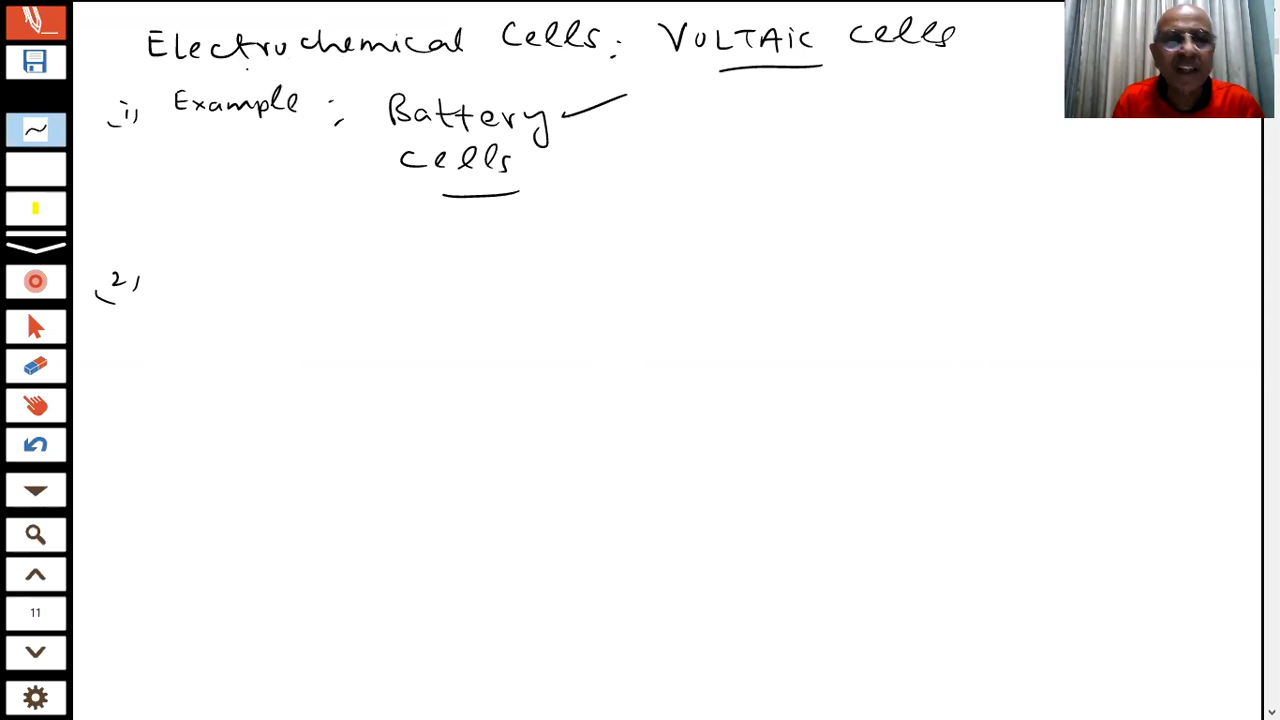 Electrochemical Cells: VOLTAIC cells
(1) Example: Battery
cells
(2)
11